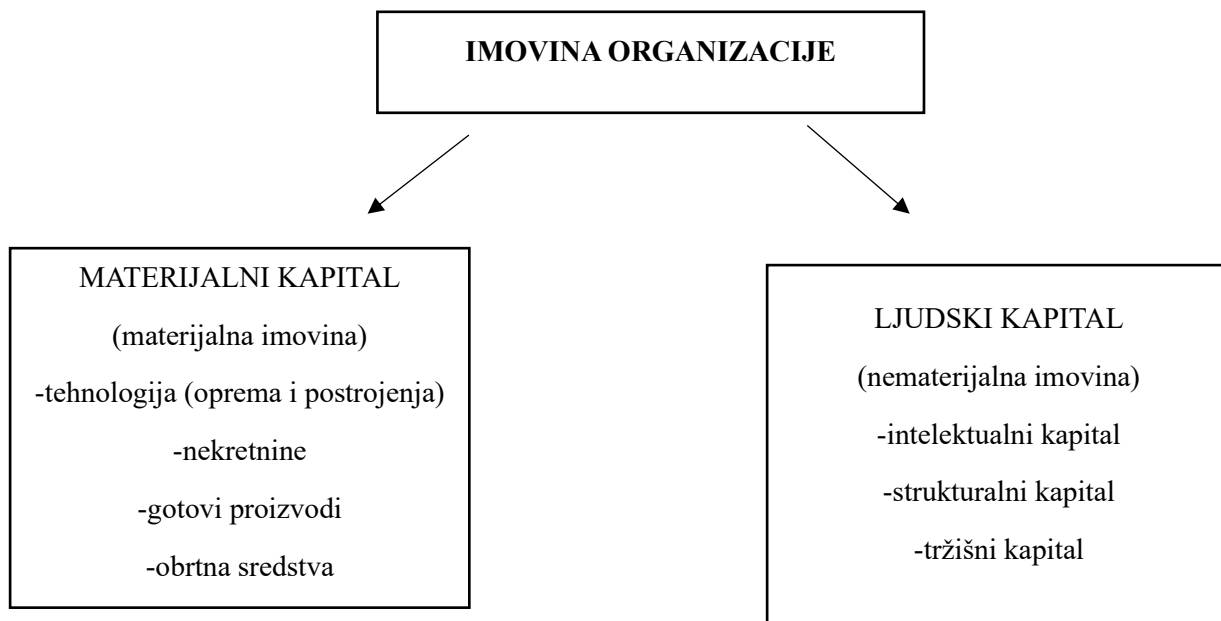 IMOVINA ORGANIZACIJE
MATERIJALNI KAPITAL
(materijalna imovina)
-tehnologija (oprema i postrojenja)
-nekretnine
-gotovi proizvodi
-obrtna sredstva
LJUDSKI KAPITAL
(nematerijalna imovina)
-intelektualni kapital
-strukturalni kapital
-tržišni kapital